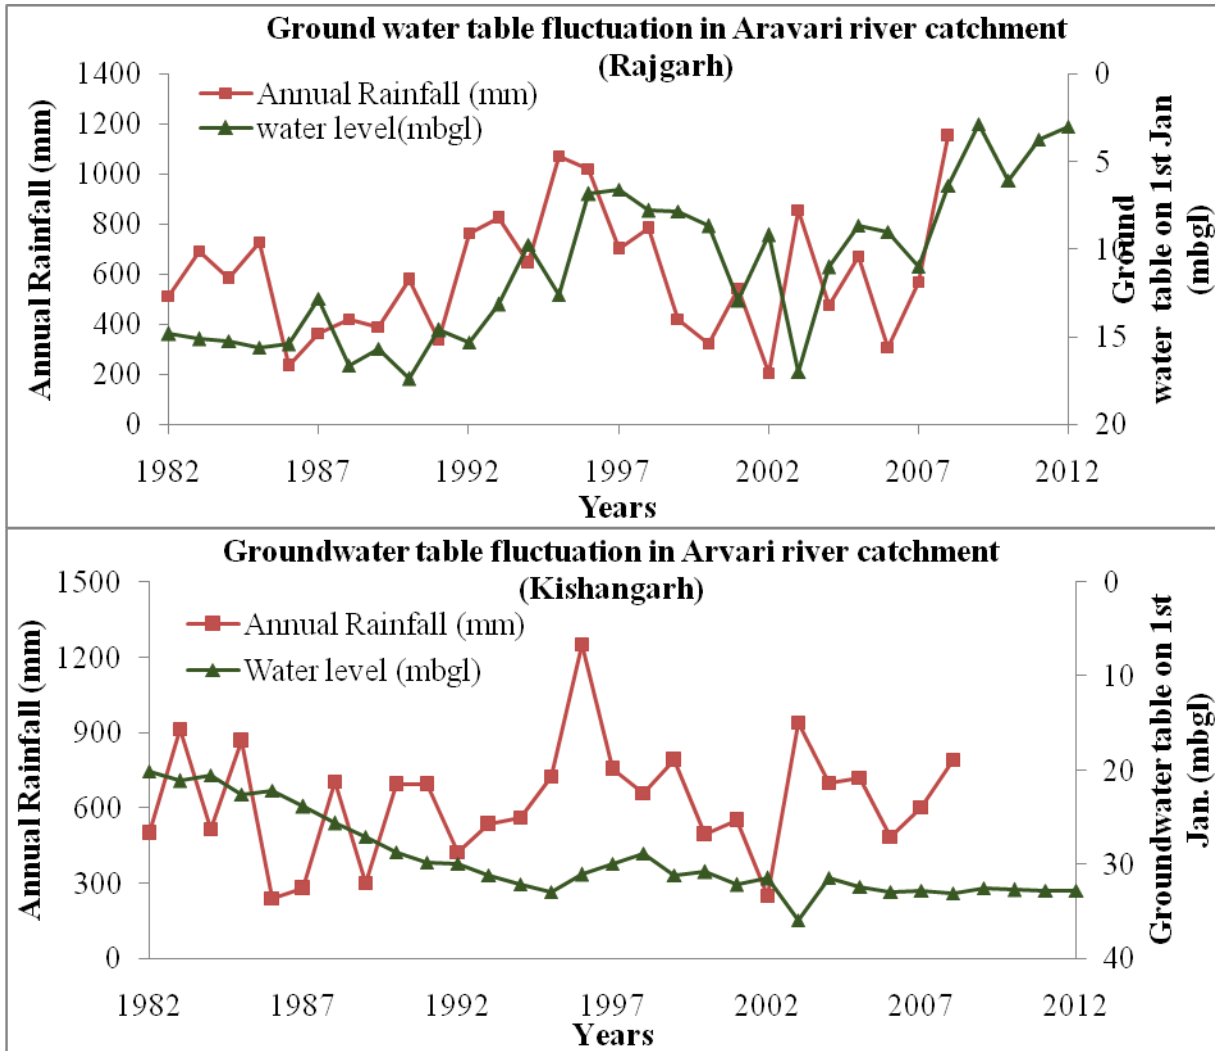 Ground water table fluctuation in Aravari river catchment
(Rajgarh)
Annual Rainfall (mm)
water level(mbgl)
Annual Rainfall (mm)
1400
1200
1000
800
600
400
200
0
0
5
10
15
20
Ground
water table on 1st Jan
(mbgl)
1982 1987 1992 1997 2002 2007 2012
Years
Groundwater table fluctuation in Arvari river catchment
(Kishangarh)
Annual Rainfall (mm)
Water level (mbgl)
Annual Rainfall (mm)
1500
1200
900
600
300
0
0
10
20
30
40
Groundwater table on 1st
Jan. (mbgl)
1982 1987 1992 1997 2002 2007 2012
Years